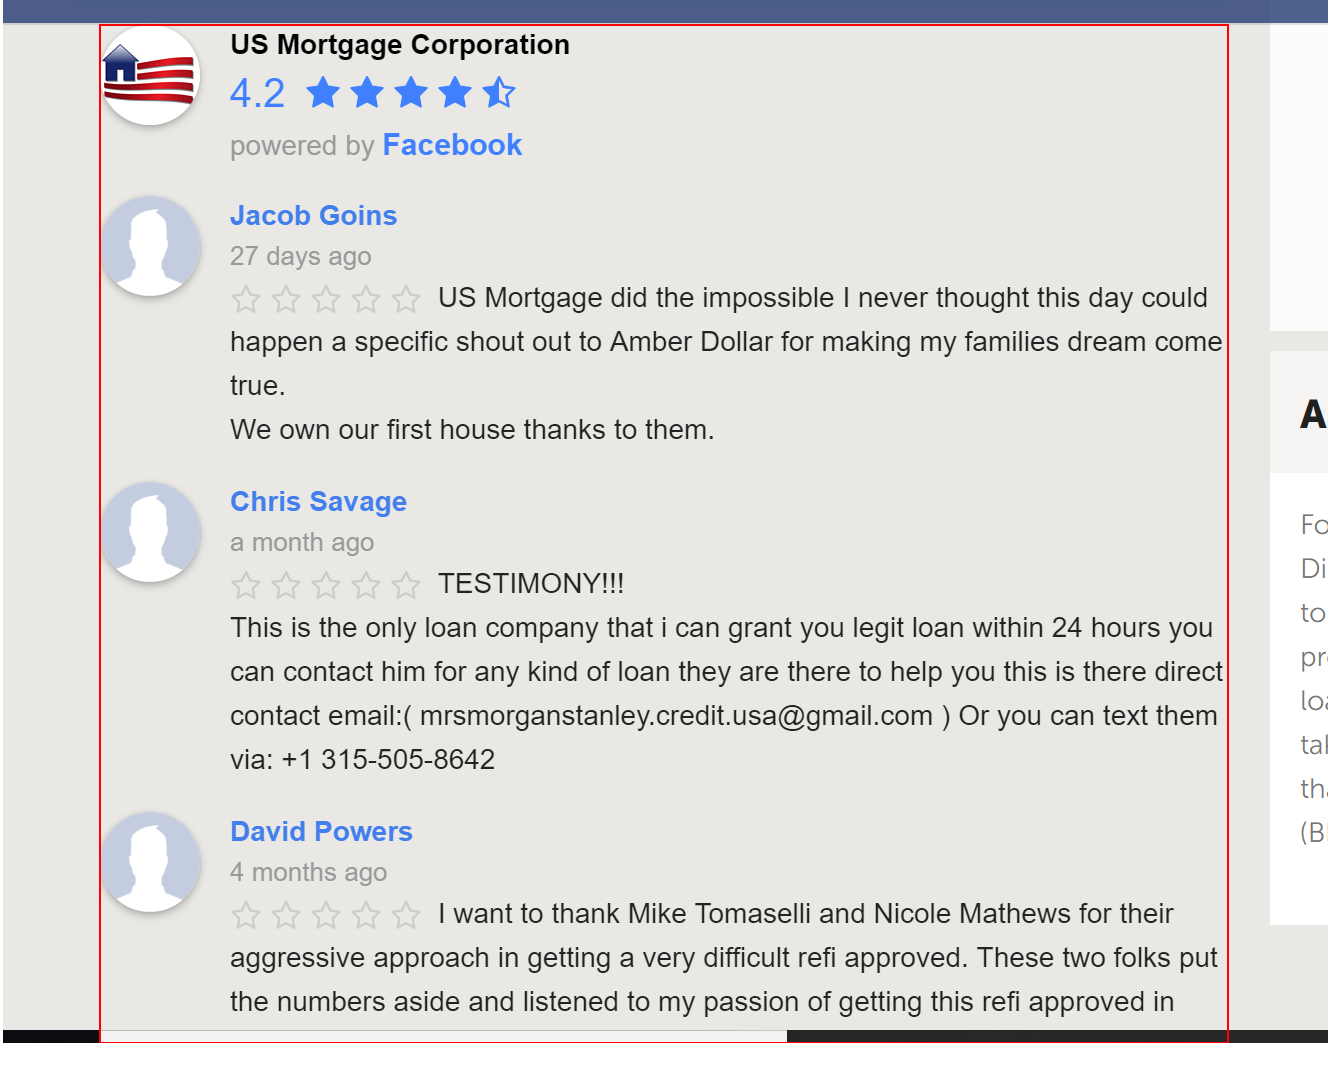 US Mortgage Corporation
4.2
powered by Facebook
Jacob Goins
27 days ago
US Mortgage did the impossible I never thought this day could
happen a specific shout out to Amber Dollar for making my families dream come
true.
We own our first house thanks to them.
Chris Savage
a month ago
TESTIMONY!!!
This is the only loan company that i can grant you legit loan within 24 hours you
can contact him for any kind of loan they are there to help you this is there direct
contact email:( mrsmorganstanley.credit.usa@gmail.com ) Or you can text them
via: +1 315-505-8642
David Powers
4 months ago
I want to thank Mike Tomaselli and Nicole Mathews for their
aggressive approach in getting a very difficult refi approved. These two folks put
the numbers aside and listened to my passion of getting this refi approved in
A
Fo
Di
to
pr
loa
tak
tha
(B